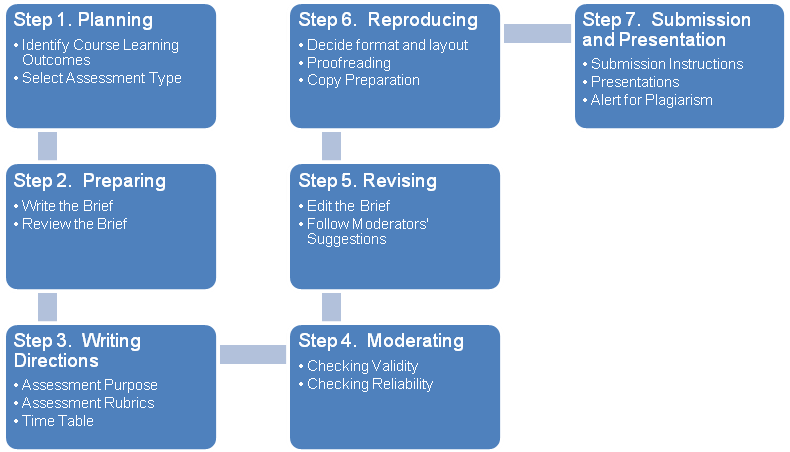 Step 1. Planning
• Identify Course Learning
Outcomes
• Select Assessment Type
Step 2.  Preparing
• Write the Brief
• Review the Brief
Step 3.  Writing
Directions
• Assessment Purpose
• Assessment Rubrics
• Time Table
Step 4.  Moderating
• Checking Validity
• Checking Reliability
Step 5. Revising
• Edit the Brief
• Follow Moderators'
Suggestions
Step 6.  Reproducing
• Decide format and layout
• Proofreading
• Copy Preparation
Step 7.  Submission
and Presentation
• Submission Instructions
• Presentations
• Alert for Plagiarism